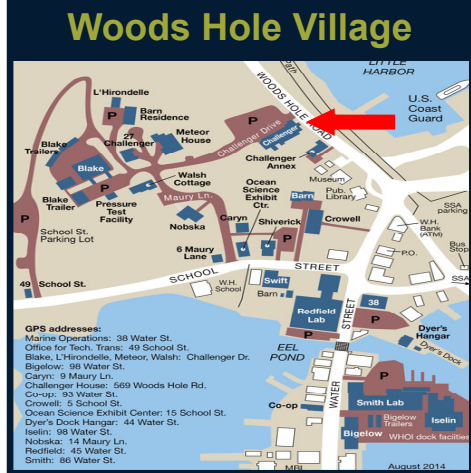 Woods Hole Village
LITTLE
HARBOR
Path
WOODS HOLE ROAD
U.S.
Coast
Guard
L'Hirondelle
P
Barn
Residence
27
Challenger
Meteor
House
P
Challenger Drive
Challenger
Challenger
Annex
Blake
Trailers
Blake
Walsh
Cottage
Ocean
Science
Exhibit
Ctr.
Museum
Pub.
Library
Barn
SSA
parking
Blake
Trailer
P
Pressure
Test
Facility
Maury Ln.
Nobska
Caryn
Shiverick
Crowell
W.H.
Bank
(ATM)
P
School St.
Parking Lot
6 Maury
Lane
P
P.O.
Bus
Stop
SSA
49 School St.
SCHOOL
STREET
W.H.
School
Swift
Barn
Redfield
Lab
38
P
P
STREET
Dyer's
Hangar
Dyer's Dock
EEL
POND
GPS addresses:
Marine Operations: 38 Water St.
Office for Tech. Trans: 49 School St.
Blake, L'Hirondelle, Meteor, Walsh: Challenger Dr.
Bigelow: 98 Water St.
Caryn: 9 Maury Ln.
Challenger House: 569 Woods Hole Rd.
Co-op: 93 Water St.
Crowell: 5 School St.
Ocean Science Exhibit Center: 15 School St.
Dyer's Dock Hangar: 44 Water St.
Iselin: 98 Water St.
Nobska: 14 Maury Ln.
Redfield: 45 Water St.
Smith: 86 Water St.
WATER
P
Co-op
Smith Lab
Bigelow
Trailers
Iselin
Bigelow
WHOI dock facilities
MBL
August 2014